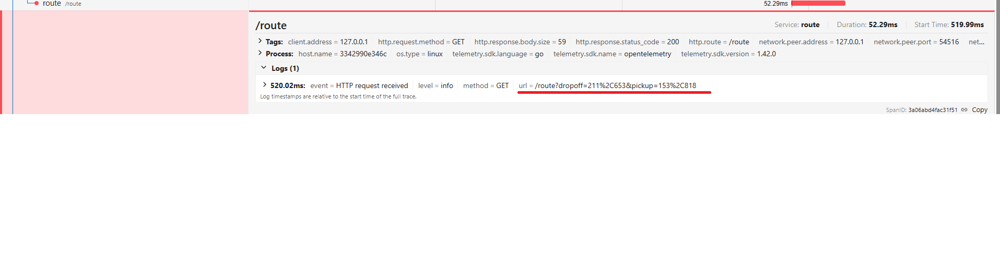 route /route 52.29ms
/route Service: route Duration: 52.29ms Start Time: 519.99ms
Tags: client.address = 127.0.0.1 http.request.method = GET http.response.body.size = 59 http.response.status_code = 200 http.route = /route network.peer.address = 127.0.0.1 network.peer.port = 54516 net...
Process: host.name = 3342990e346c os.type = linux telemetry.sdk.language = go telemetry.sdk.name = opentelemetry telemetry.sdk.version = 1.42.0
Logs (1)
520.02ms: event = HTTP request received level = info method = GET url = /route?dropoff=211%2C653&pickup=153%2C818
Log timestamps are relative to the start time of the full trace.
SpanID: 3a06abd4fac31f51 Copy